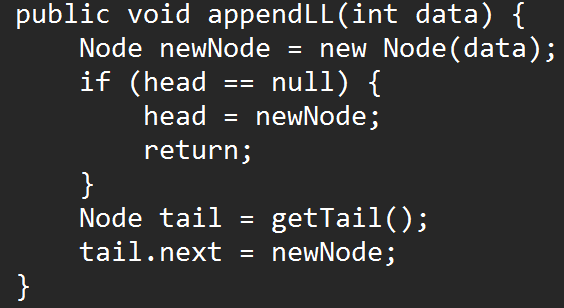 public void appendLL(int data) {
    Node newNode = new Node(data);
    if (head == null) {
        head = newNode;
        return;
    }
    Node tail = getTail();
    tail.next = newNode;
}